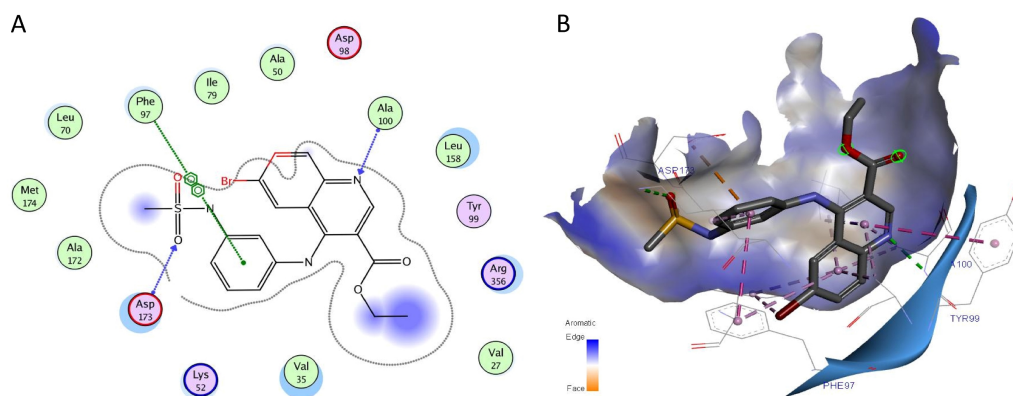 A
Asp
98
Ala
50
Ile
79
Phe
97
Leu
70
Ala
100
Leu
158
Met
174
Tyr
99
Ala
172
Arg
356
Asp
173
Lys
52
Val
35
Val
27
Br
N
O
S
N
O
N
O
O
B
ASP173
A100
TYR99
PHE97
Aromatic
Edge
Face